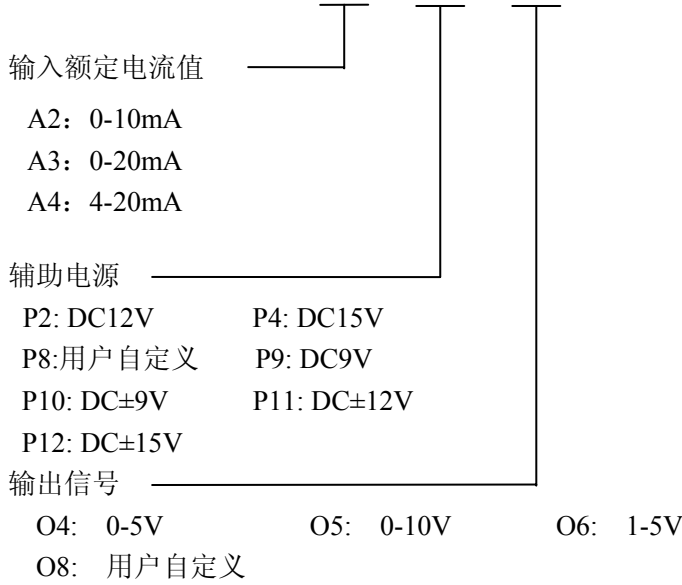 输入额定电流值
A2：0-10mA
A3：0-20mA
A4：4-20mA
辅助电源
P2: DC12V P4: DC15V
P8:用户自定义 P9: DC9V
P10: DC±9V P11: DC±12V
P12: DC±15V
输出信号
O4: 0-5V O5: 0-10V O6: 1-5V
O8: 用户自定义